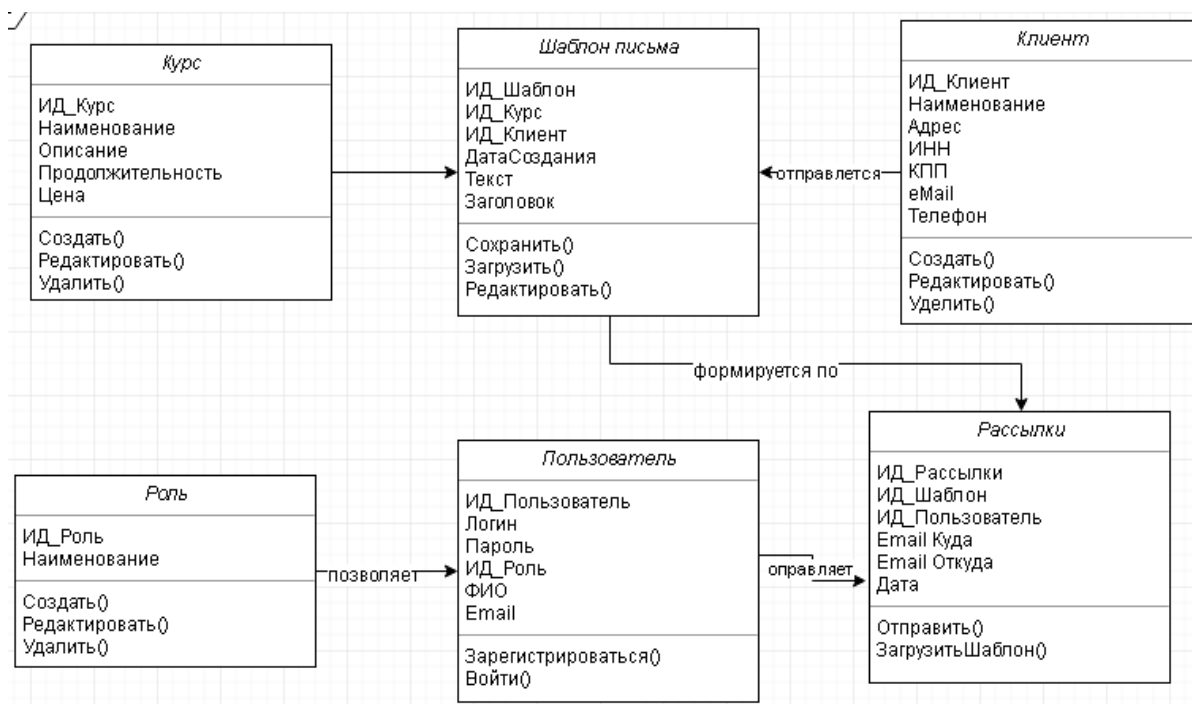 Курс
ИД_Курс
Наименование
Описание
Продолжительность
Цена
Создать()
Редактировать()
Удалить()
Шаблон письма
ИД_Шаблон
ИД_Курс
ИД_Клиент
ДатаСоздания
Текст
Заголовок
Сохранить()
Загрузить()
Редактировать()
отправлется
Клиент
ИД_Клиент
Наименование
Адрес
ИНН
КПП
eMail
Телефон
Создать()
Редактировать()
Уделить()
формируется по
Роль
ИД_Роль
Наименование
Создать()
Редактировать()
Удалить()
позволяет
Пользователь
ИД_Пользователь
Логин
Пароль
ИД_Роль
ФИО
Email
Зарегистрироваться()
Войти()
оправляет
Рассылки
ИД_Рассылки
ИД_Шаблон
ИД_Пользователь
Email Куда
Email Откуда
Дата
Отправить()
ЗагрузитьШаблон()